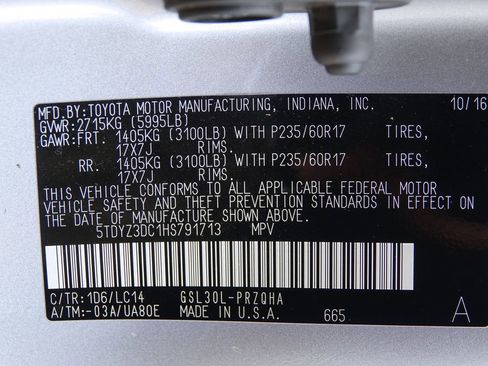 MFD.BY:TOYOTA MOTOR MANUFACTURING, INDIANA, INC. 10/16
GVWR:2715KG (5995LB)
GAWR:FRT. 1405KG (3100LB) WITH P235/60R17 TIRES,
17X7J RIMS.
RR. 1405KG (3100LB) WITH P235/60R17 TIRES,
17X7J RIMS.
THIS VEHICLE CONFORMS TO ALL APPLICABLE FEDERAL MOTOR
VEHICLE SAFETY AND THEFT PREVENTION STANDARDS IN EFFECT ON
THE DATE OF MANUFACTURE SHOWN ABOVE.
5TDYZ3DC1HS791713 MPV
C/TR:1D6/LC14 GSL30L-PRZQHA
A/TM:-03A/UA80E MADE IN U.S.A. 665 A